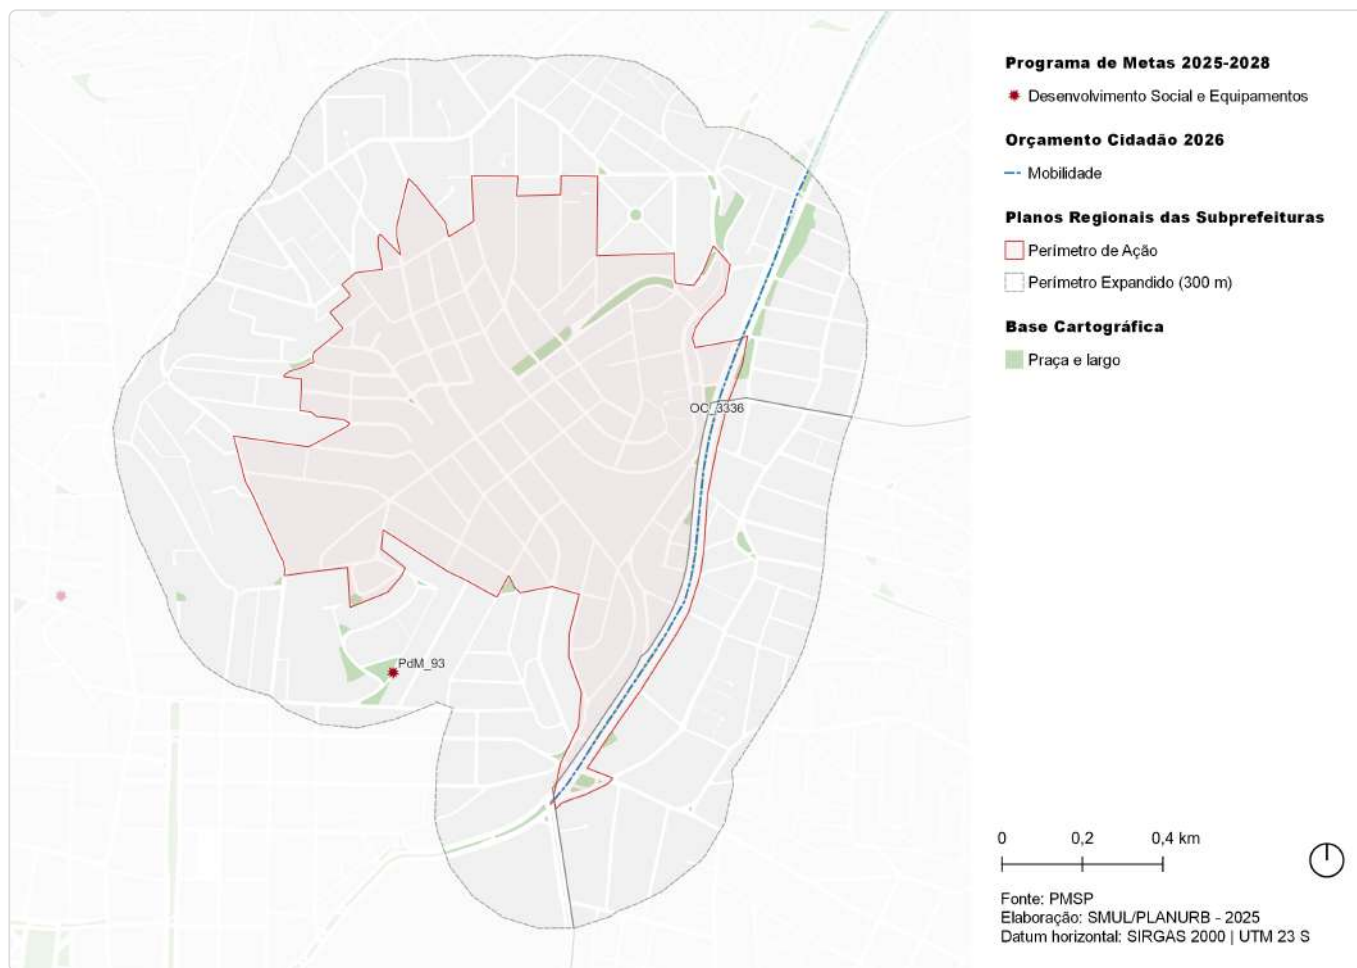 Programa de Metas 2025-2028
Desenvolvimento Social e Equipamentos
Orçamento Cidadão 2026
Mobilidade
Planos Regionais das Subprefeituras
Perímetro de Ação
Perímetro Expandido (300 m)
Base Cartográfica
Praça e largo
OC_3336
PdM_93
0 0,2 0,4 km
Fonte: PMSP
Elaboração: SMUL/PLANURB - 2025
Datum horizontal: SIRGAS 2000 | UTM 23 S